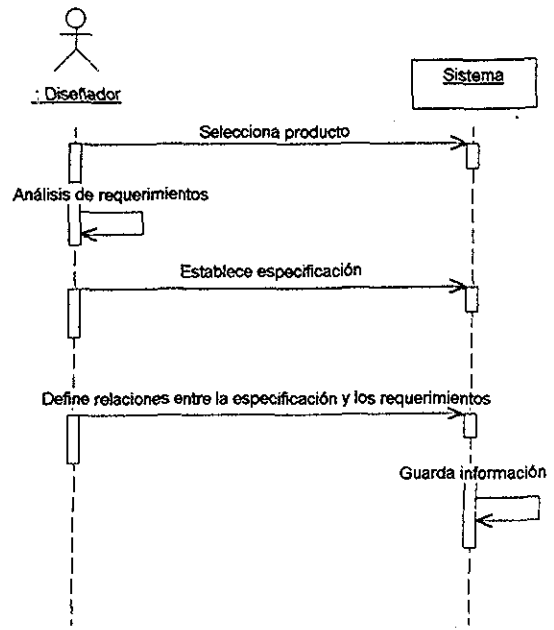 : Diseñador
Sistema
Selecciona producto
Análisis de requerimientos
Establece especificación
Define relaciones entre la especificación y los requerimientos
Guarda información